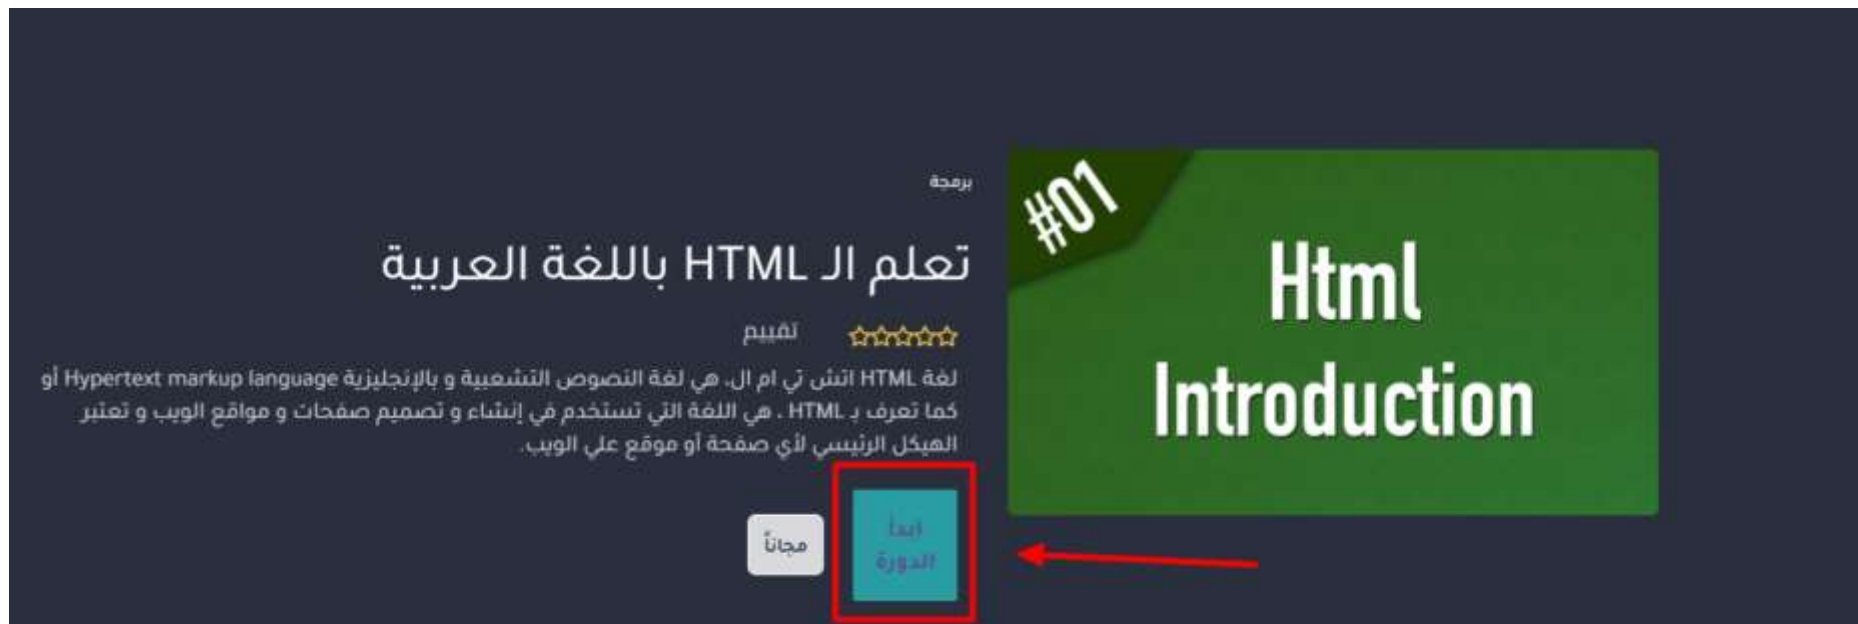 #01
Html
Introduction
برمجة
تعلم الـ HTML باللغة العربية
تقييم
لغة HTML اتش تي ام ال. هي لغة النصوص التشعبية و بالإنجليزية Hypertext markup language أو
كما تعرف بـ HTML . هي اللغة التي تستخدم في إنشاء و تصميم صفحات و مواقع الويب و تعتبر
الهيكل الرئيسي لأي صفحة أو موقع علي الويب.
ابدأ
الدورة
مجاناً